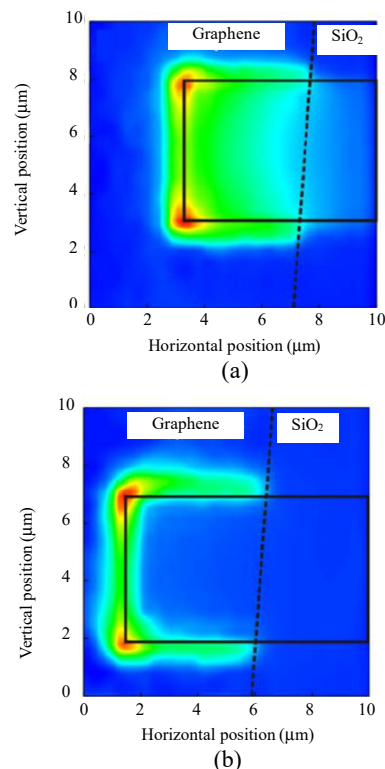 Graphene SiO₂
10
8
6
4
2
0
Vertical position (µm)
0 2 4 6 8 10
Horizontal position (µm)
(a)
Graphene SiO₂
10
8
6
4
2
0
Vertical position (µm)
0 2 4 6 8 10
Horizontal position (µm)
(b)